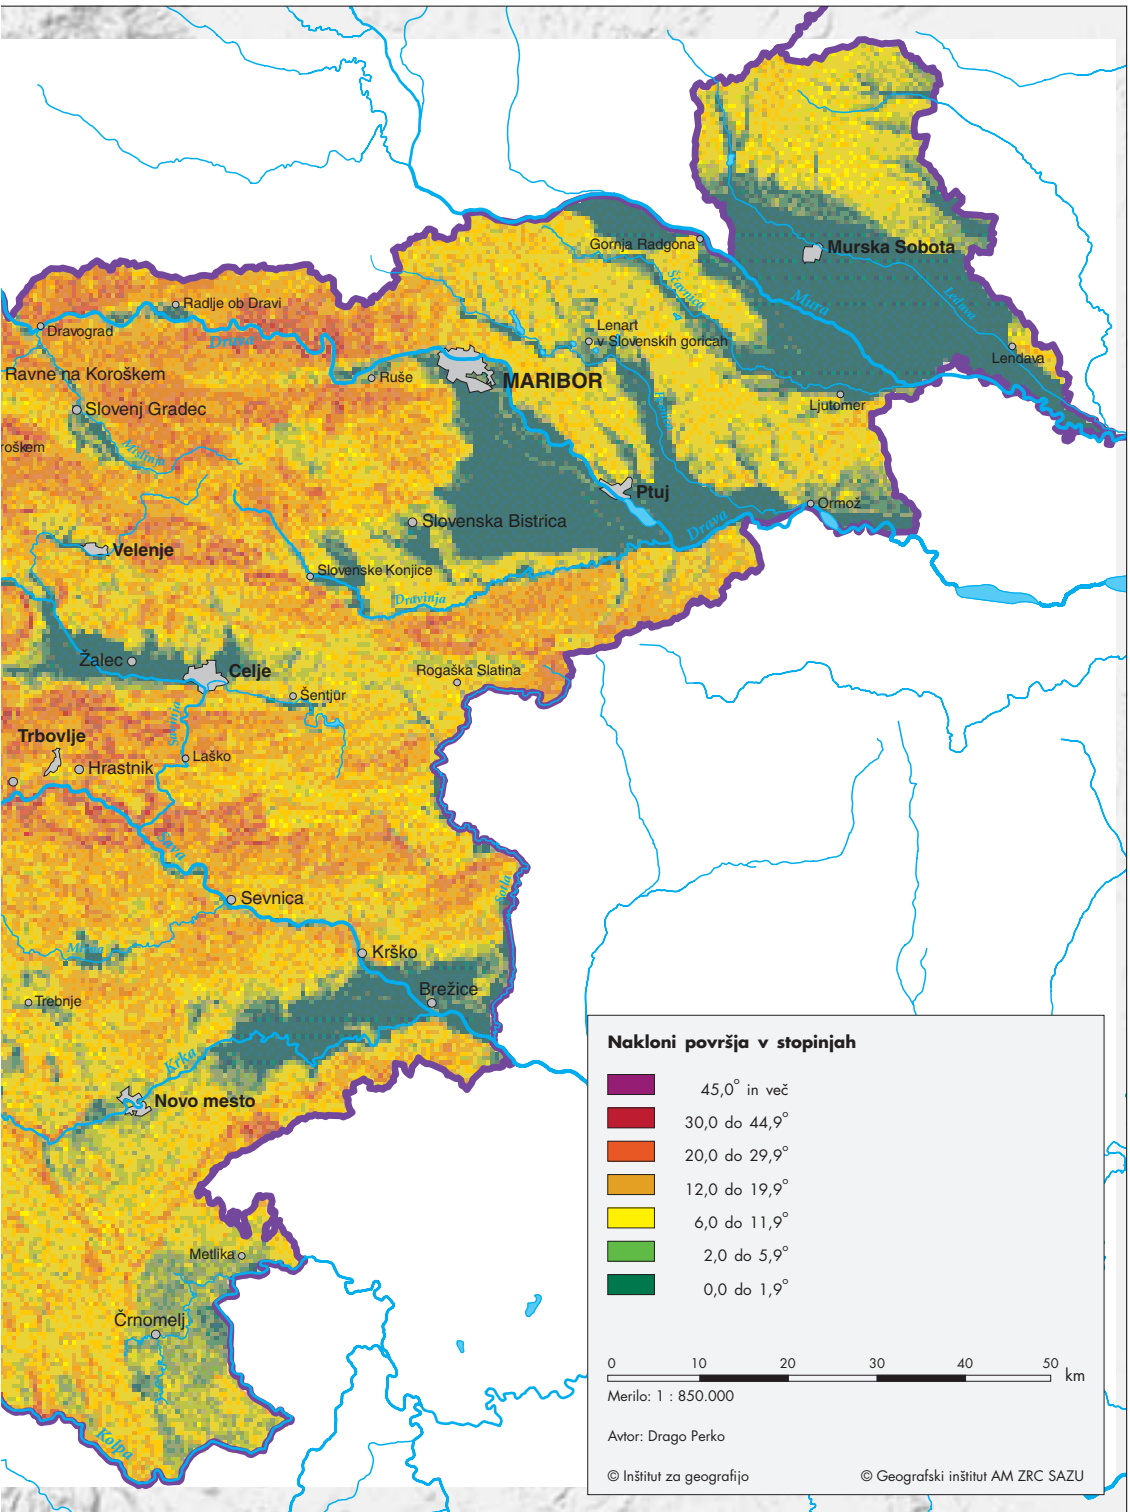 Gornja Radgona
Murska Sobota
Ščavnica
Mura
Ledava
Radlje ob Dravi
Dravograd
Drava
Lenart
v Slovenskih goricah
Lendava
Ravne na Koroškem
Ruše
MARIBOR
Slovenj Gradec
Ljutomer
roškem
Mislinja
Ptuj
Ormož
Slovenska Bistrica
Drava
Velenje
Slovenske Konjice
Dravinja
Žalec
Celje
Rogaška Slatina
Šentjur
Savinja
Trbovlje
Laško
Hrastnik
Sava
Sotla
Sevnica
Mirna
Krško
Brežice
Trebnje
Krka
Novo mesto
Metlika
Črnomelj
Kolpa
Nakloni površja v stopinjah
45,0° in več
30,0 do 44,9°
20,0 do 29,9°
12,0 do 19,9°
6,0 do 11,9°
2,0 do 5,9°
0,0 do 1,9°
0 10 20 30 40 50 km
Merilo: 1 : 850.000
Avtor: Drago Perko
© Inštitut za geografijo © Geografski inštitut AM ZRC SAZU